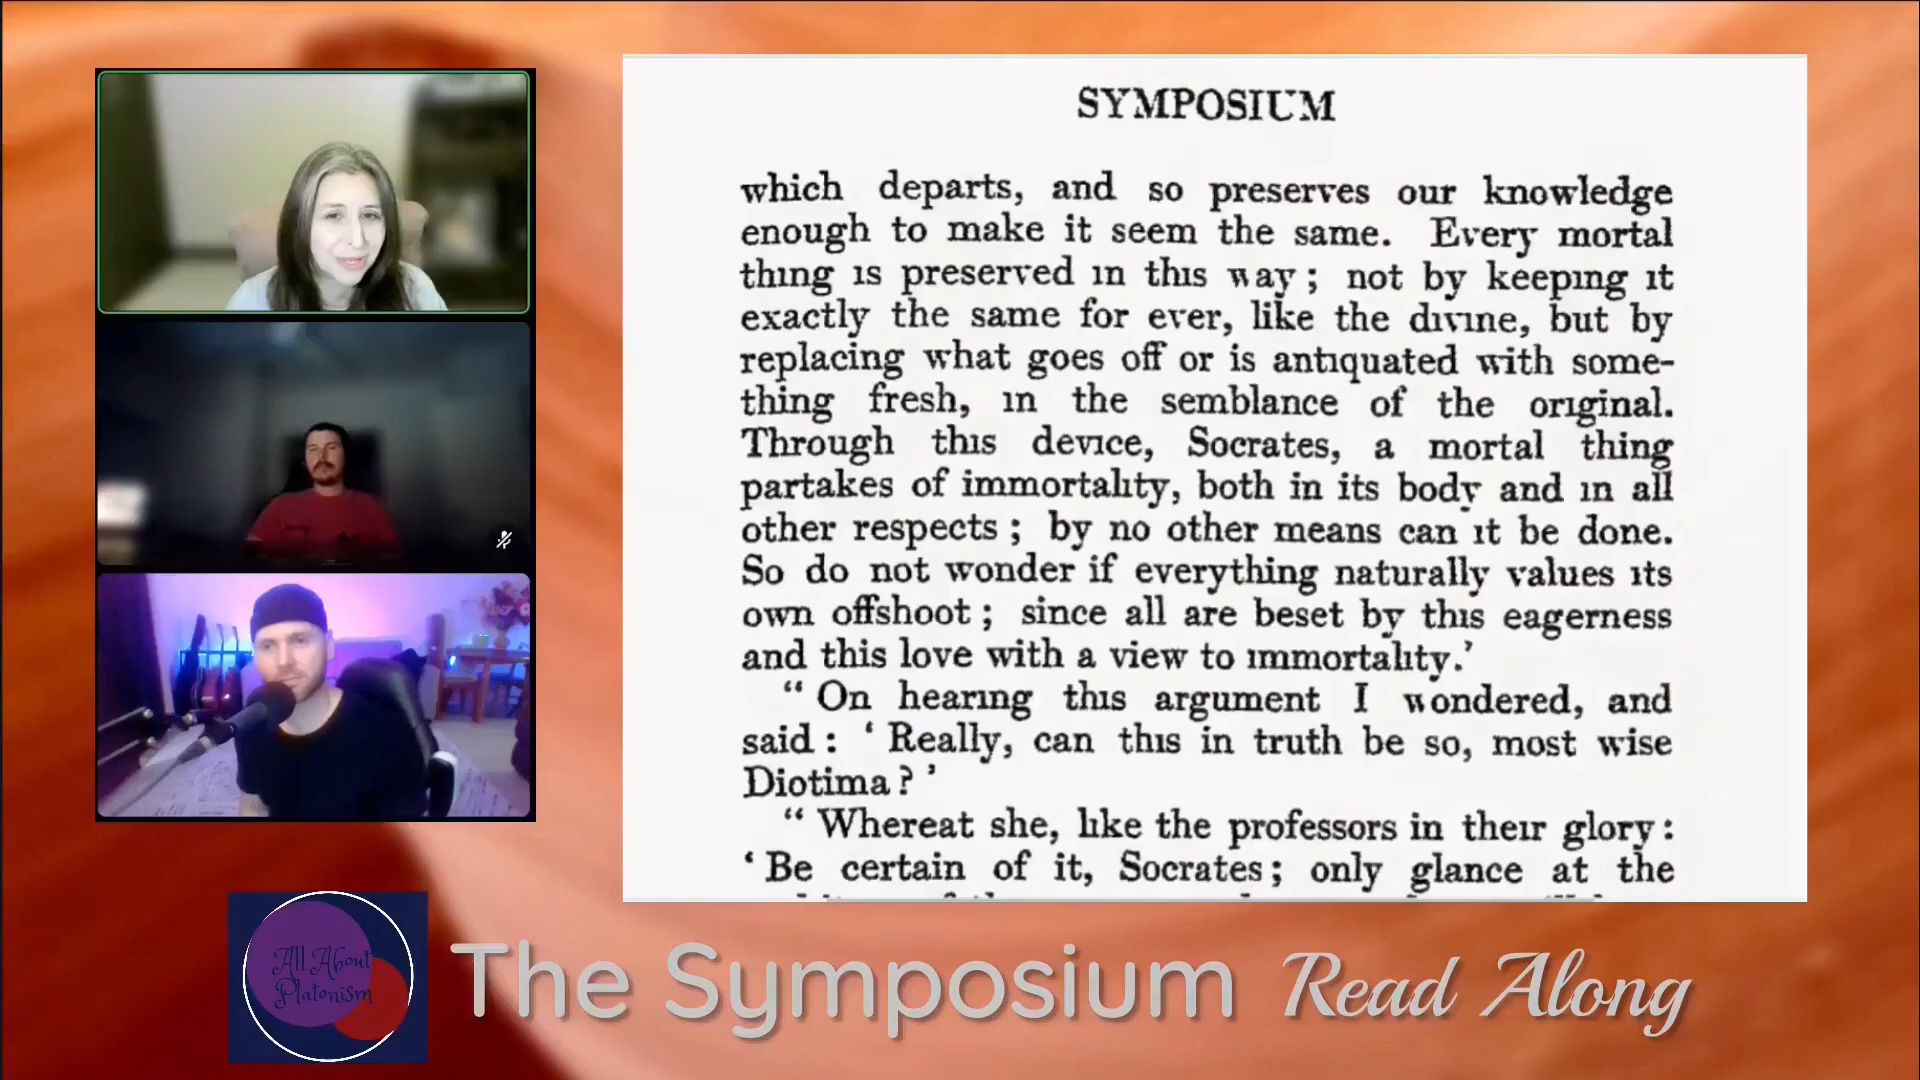 SYMPOSIUM
which departs, and so preserves our knowledge
enough to make it seem the same. Every mortal
thing is preserved in this way; not by keeping it
exactly the same for ever, like the divine, but by
replacing what goes off or is antiquated with some-
thing fresh, in the semblance of the original.
Through this device, Socrates, a mortal thing
partakes of immortality, both in its body and in all
other respects; by no other means can it be done.
So do not wonder if everything naturally values its
own offshoot; since all are beset by this eagerness
and this love with a view to immortality.’
“ On hearing this argument I wondered, and
said: ‘ Really, can this in truth be so, most wise
Diotima? ’
“ Whereat she, like the professors in their glory:
‘ Be certain of it, Socrates; only glance at the
All About
Platonism
The Symposium Read Along